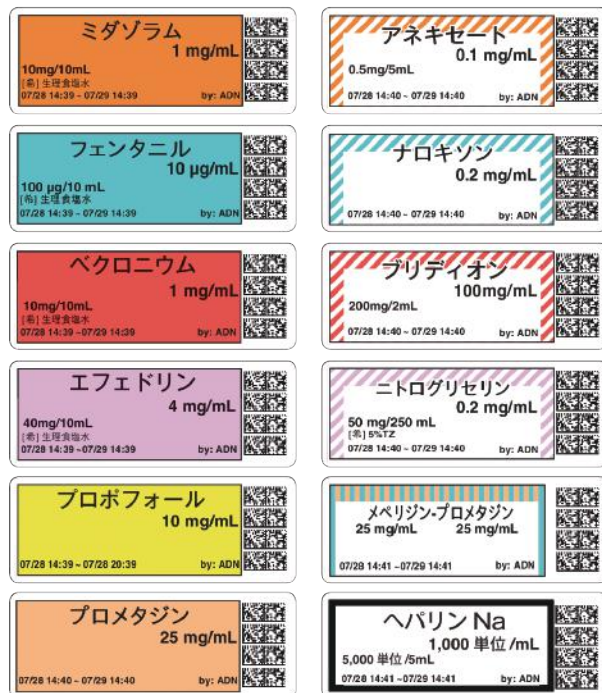 ミダゾラム
1 mg/mL
10mg/10mL
[希] 生理食塩水
07/28 14:39 ~ 07/29 14:39 by: ADN
アネキセート
0.1 mg/mL
0.5mg/5mL
07/28 14:40 ~ 07/29 14:40 by: ADN
フェンタニル
10 µg/mL
100 µg/10 mL
[希] 生理食塩水
07/28 14:39 ~ 07/29 14:39 by: ADN
ナロキソン
0.2 mg/mL
07/28 14:40 ~ 07/29 14:40 by: ADN
ベクロニウム
1 mg/mL
10mg/10mL
[希] 生理食塩水
07/28 14:39 ~ 07/29 14:39 by: ADN
ブリディオン
100mg/mL
200mg/2mL
07/28 14:40 ~ 07/29 14:40 by: ADN
エフェドリン
4 mg/mL
40mg/10mL
[希] 生理食塩水
07/28 14:39 ~ 07/29 14:39 by: ADN
ニトログリセリン
0.2 mg/mL
50 mg/250 mL
[希] 5%TZ
07/28 14:40 ~ 07/29 14:40 by: ADN
プロポフォール
10 mg/mL
07/28 14:39 ~ 07/28 20:39 by: ADN
メペリジン-プロメタジン
25 mg/mL 25 mg/mL
07/28 14:41 ~07/29 14:41 by: ADN
プロメタジン
25 mg/mL
07/28 14:40 ~ 07/29 14:40 by: ADN
ヘパリン Na
1,000 単位 /mL
5,000 単位 /5mL
07/28 14:41 ~ 07/29 14:41 by: ADN